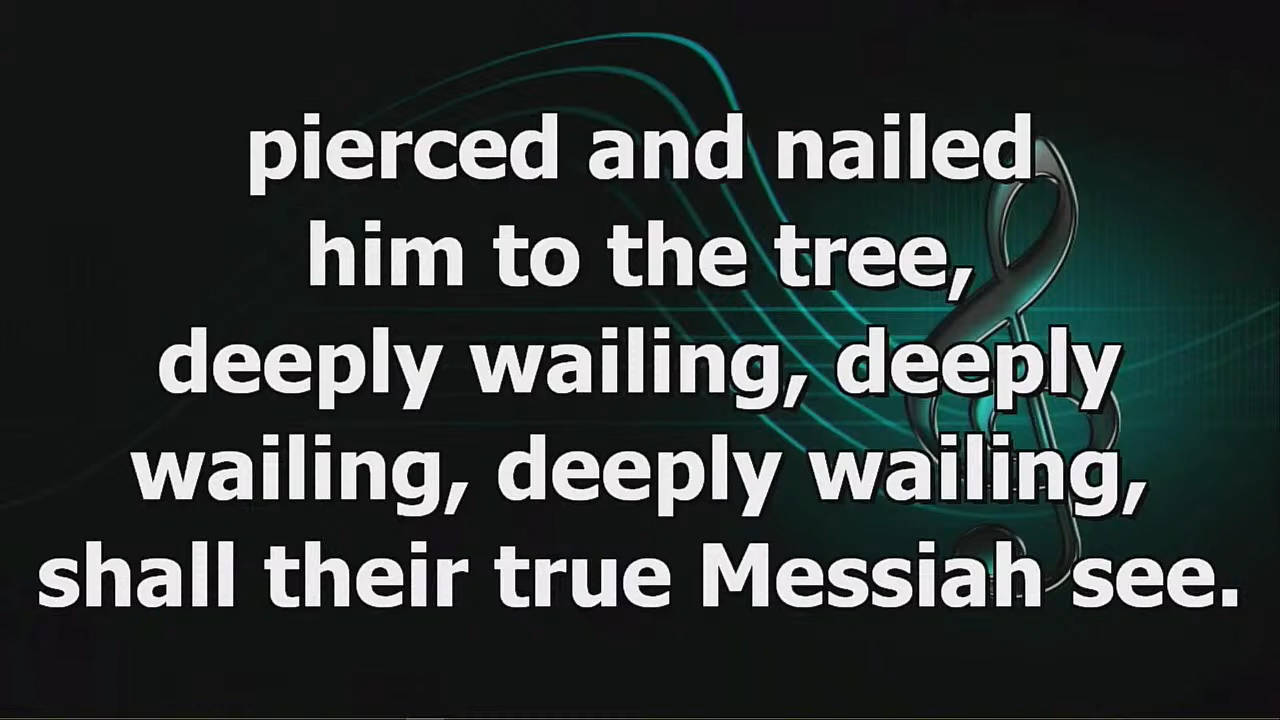 pierced and nailed
him to the tree,
deeply wailing, deeply
wailing, deeply wailing,
shall their true Messiah see.